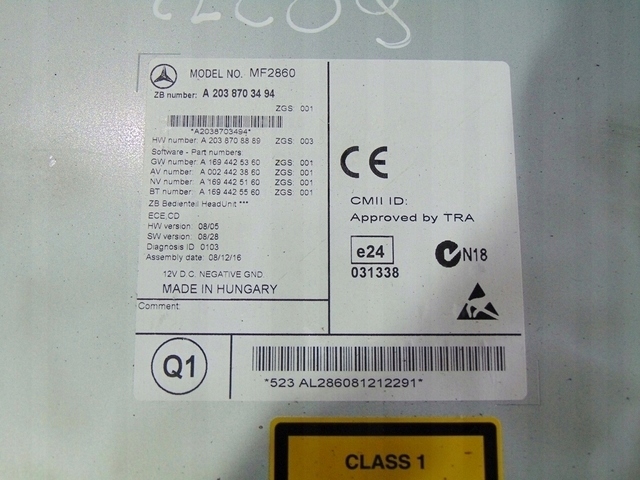 MODEL NO. MF2860
ZB number: A 203 870 34 94
ZGS 001
*A2038703494*
HW number: A 203 870 88 89 ZGS 003
Software - Part numbers
GW number: A 169 442 53 60 ZGS 001
AV number: A 002 442 38 60 ZGS 001
NV number: A 169 442 51 60 ZGS 001
BT number: A 169 442 55 60 ZGS 001
ZB Bedienteil HeadUnit ***
ECE,CD
HW version: 08/05
SW version: 08/28
Diagnosis ID 0103
Assembly date: 08/12/16
12V D.C. NEGATIVE GND.
MADE IN HUNGARY
Comment:
CE
CMII ID:
Approved by TRA
e24
031338
N18
Q1
*523 AL286081212291*
CLASS 1